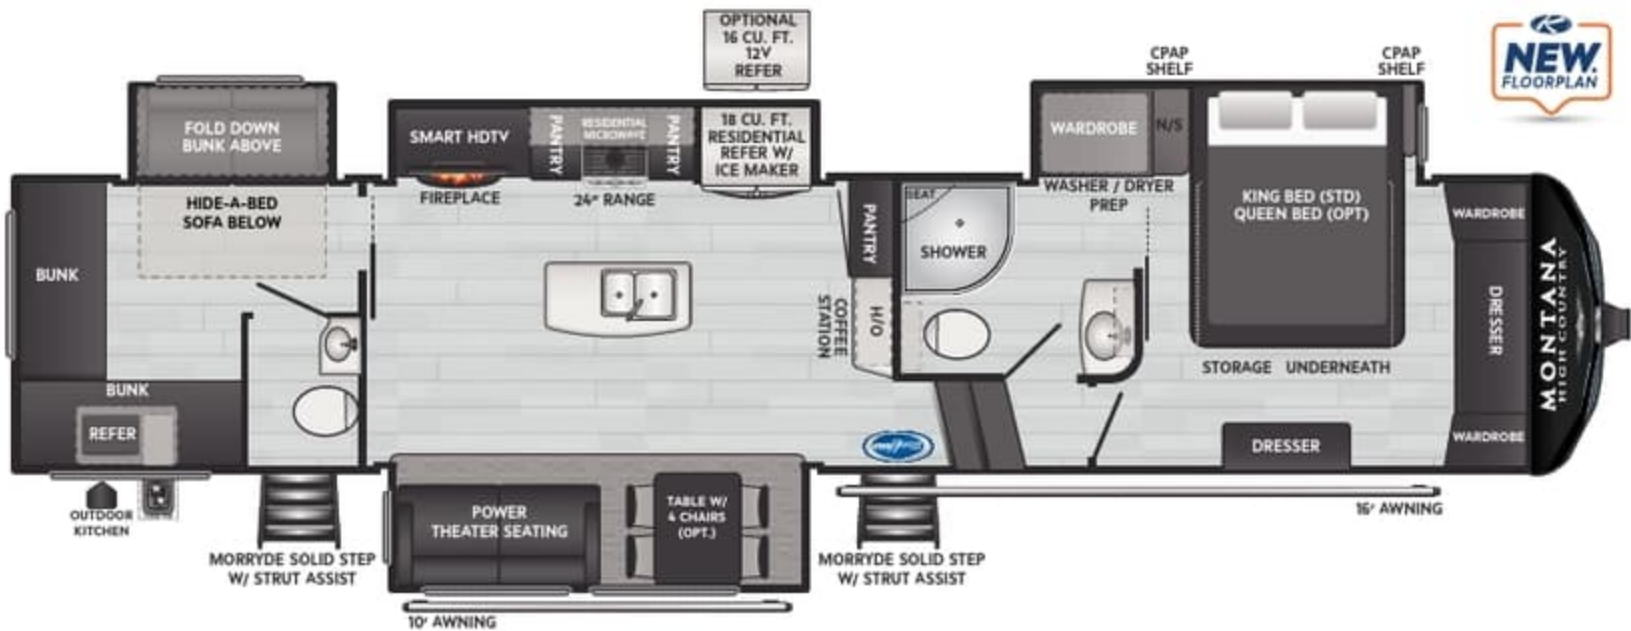 OPTIONAL
16 CU. FT.
12V
REFER
CPAP
SHELF
CPAP
SHELF
NEW.
FLOORPLAN
FOLD DOWN
BUNK ABOVE
SMART HDTV
FIREPLACE
PANTRY
RESIDENTIAL
MICROWAVE
PANTRY
24" RANGE
18 CU. FT.
RESIDENTIAL
REFER W/
ICE MAKER
WARDROBE
N/S
WASHER / DRYER
PREP
HIDE-A-BED
SOFA BELOW
BUNK
PANTRY
SEAT
SHOWER
KING BED (STD)
QUEEN BED (OPT)
WARDROBE
DRESSER
WARDROBE
MONTANA
HIGH COUNTRY
COFFEE
STATION
H/O
STORAGE UNDERNEATH
BUNK
REFER
DRESSER
OUTDOOR
KITCHEN
MORRYDE SOLID STEP
W/ STRUT ASSIST
POWER
THEATER SEATING
TABLE W/
4 CHAIRS
(OPT.)
MORRYDE SOLID STEP
W/ STRUT ASSIST
16' AWNING
10' AWNING